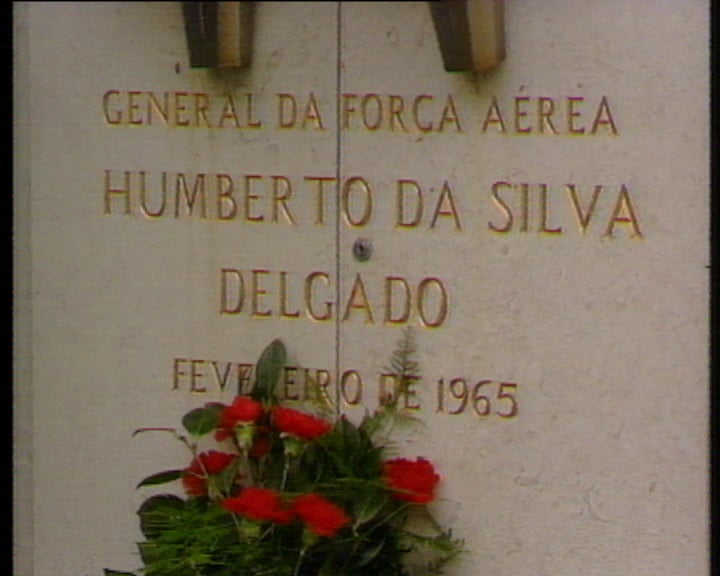 GENERAL DA FORÇA AÉREA
HUMBERTO DA SILVA
DELGADO
FEVEREIRO DE 1965